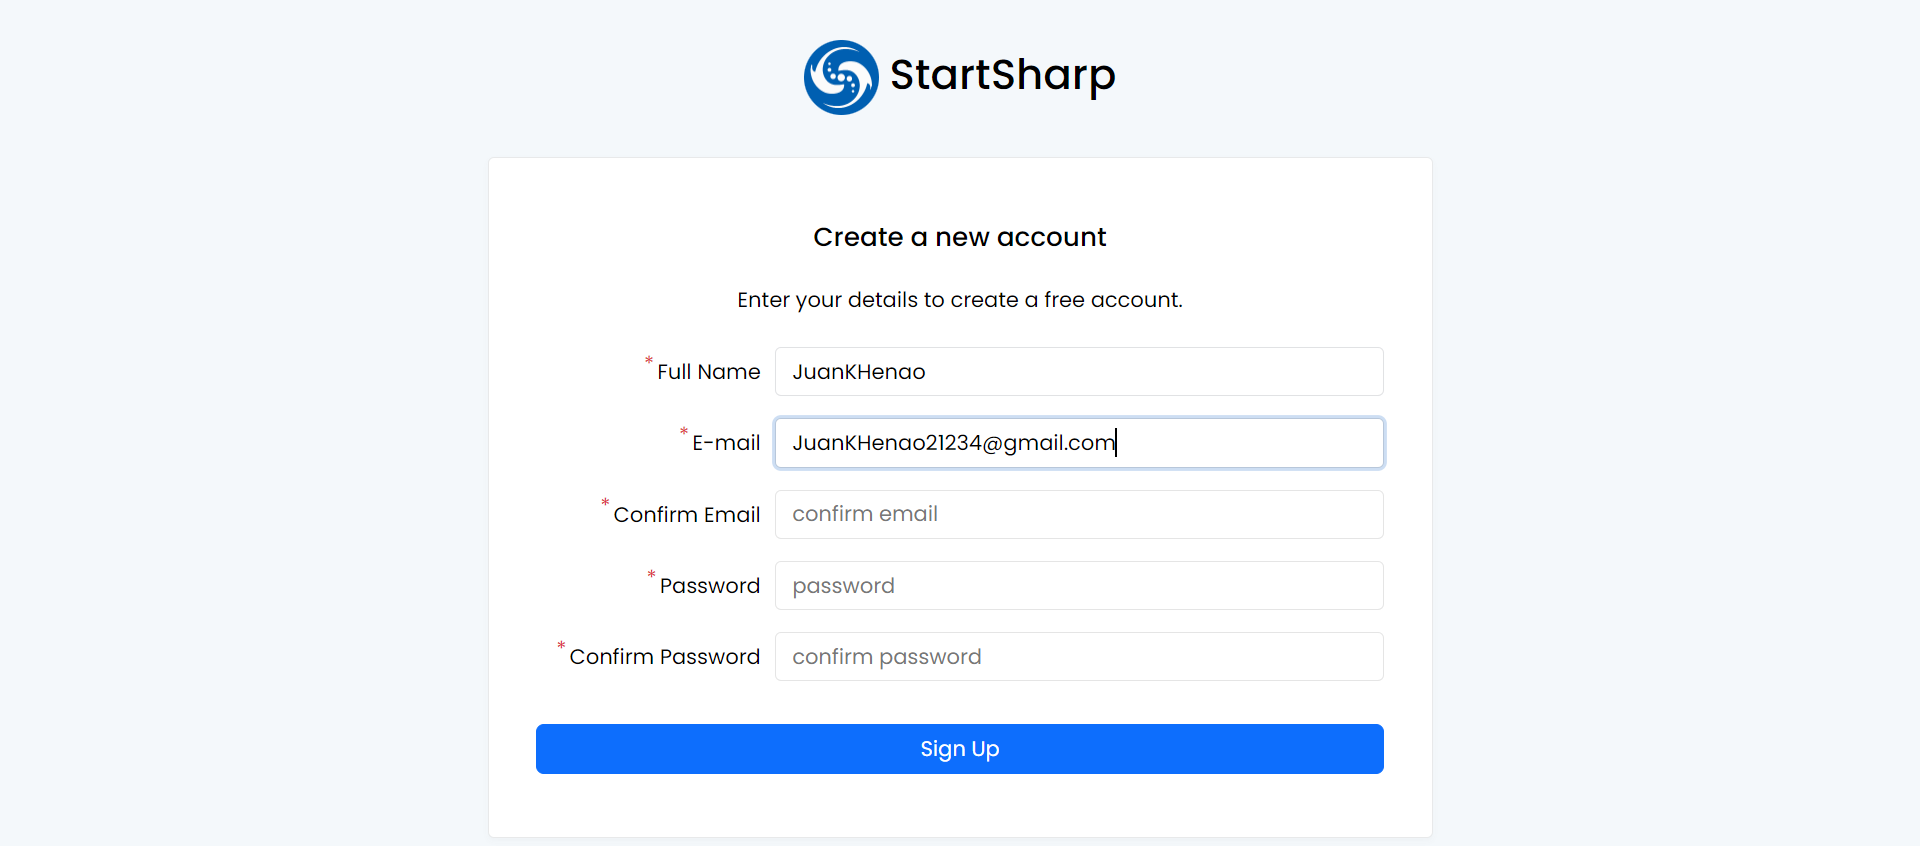 StartSharp
Create a new account
Enter your details to create a free account.
* Full Name JuanKHenao
* E-mail JuanKHenao21234@gmail.com
* Confirm Email confirm email
* Password password
* Confirm Password confirm password
Sign Up